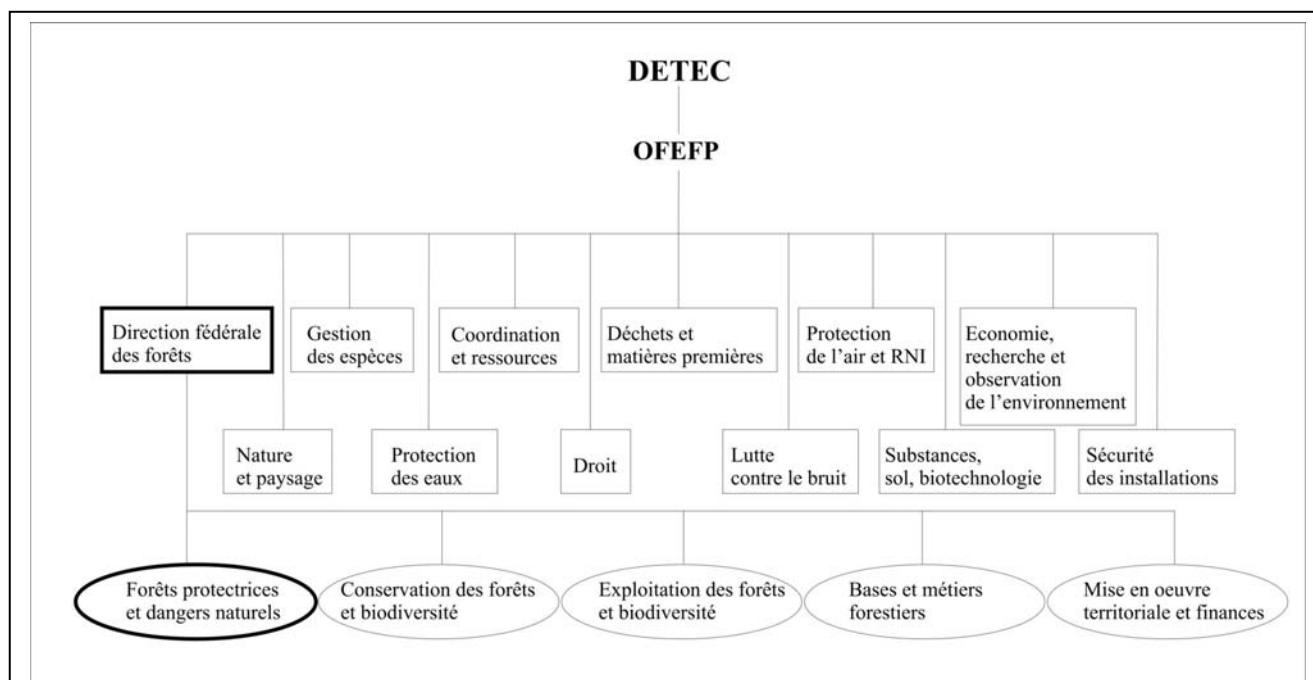 DETEC
OFEFP
Direction fédérale
des forêts
Gestion
des espèces
Coordination
et ressources
Déchets et
matières premières
Protection
de l’air et RNI
Economie,
recherche et
observation
de l’environnement
Nature
et paysage
Protection
des eaux
Droit
Lutte
contre le bruit
Substances,
sol, biotechnologie
Sécurité
des installations
Forêts protectrices
et dangers naturels
Conservation des forêts
et biodiversité
Exploitation des forêts
et biodiversité
Bases et métiers
forestiers
Mise en oeuvre
territoriale et finances